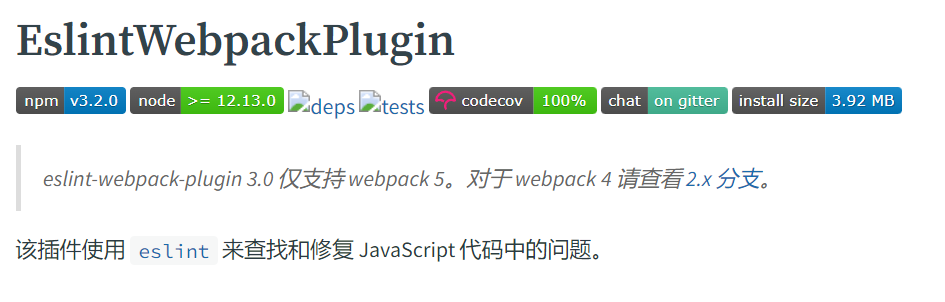 EslintWebpackPlugin
npm v3.2.0 node >= 12.13.0 deps tests codecov 100% chat on gitter install size 3.92 MB
eslint-webpack-plugin 3.0 仅支持 webpack 5。对于 webpack 4 请查看 2.x 分支。
该插件使用 eslint 来查找和修复 JavaScript 代码中的问题。